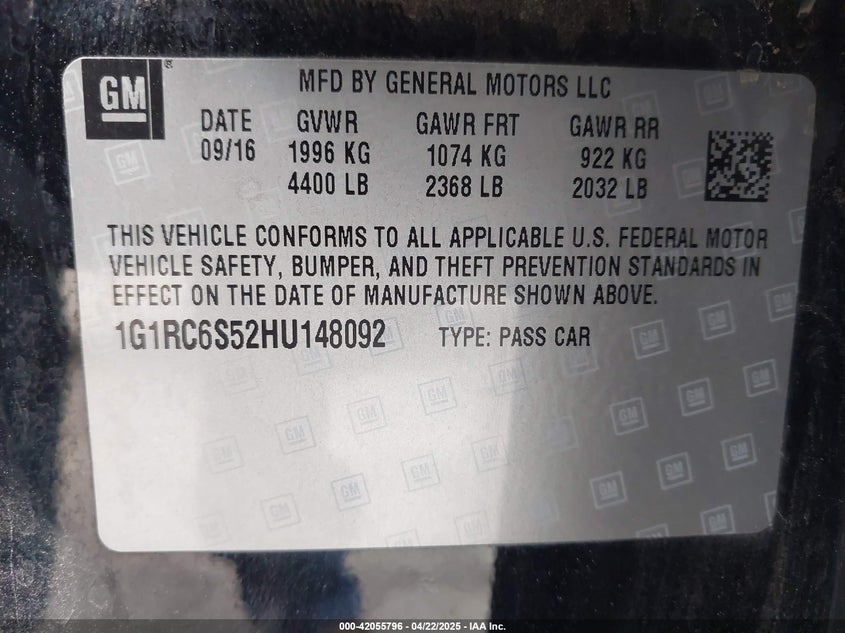 GM
MFD BY GENERAL MOTORS LLC
DATE GVWR GAWR FRT GAWR RR
09/16 1996 KG 1074 KG 922 KG
4400 LB 2368 LB 2032 LB
THIS VEHICLE CONFORMS TO ALL APPLICABLE U.S. FEDERAL MOTOR
VEHICLE SAFETY, BUMPER, AND THEFT PREVENTION STANDARDS IN
EFFECT ON THE DATE OF MANUFACTURE SHOWN ABOVE.
1G1RC6S52HU148092 TYPE: PASS CAR
000-42055796 - 04/22/2025 - IAA Inc.